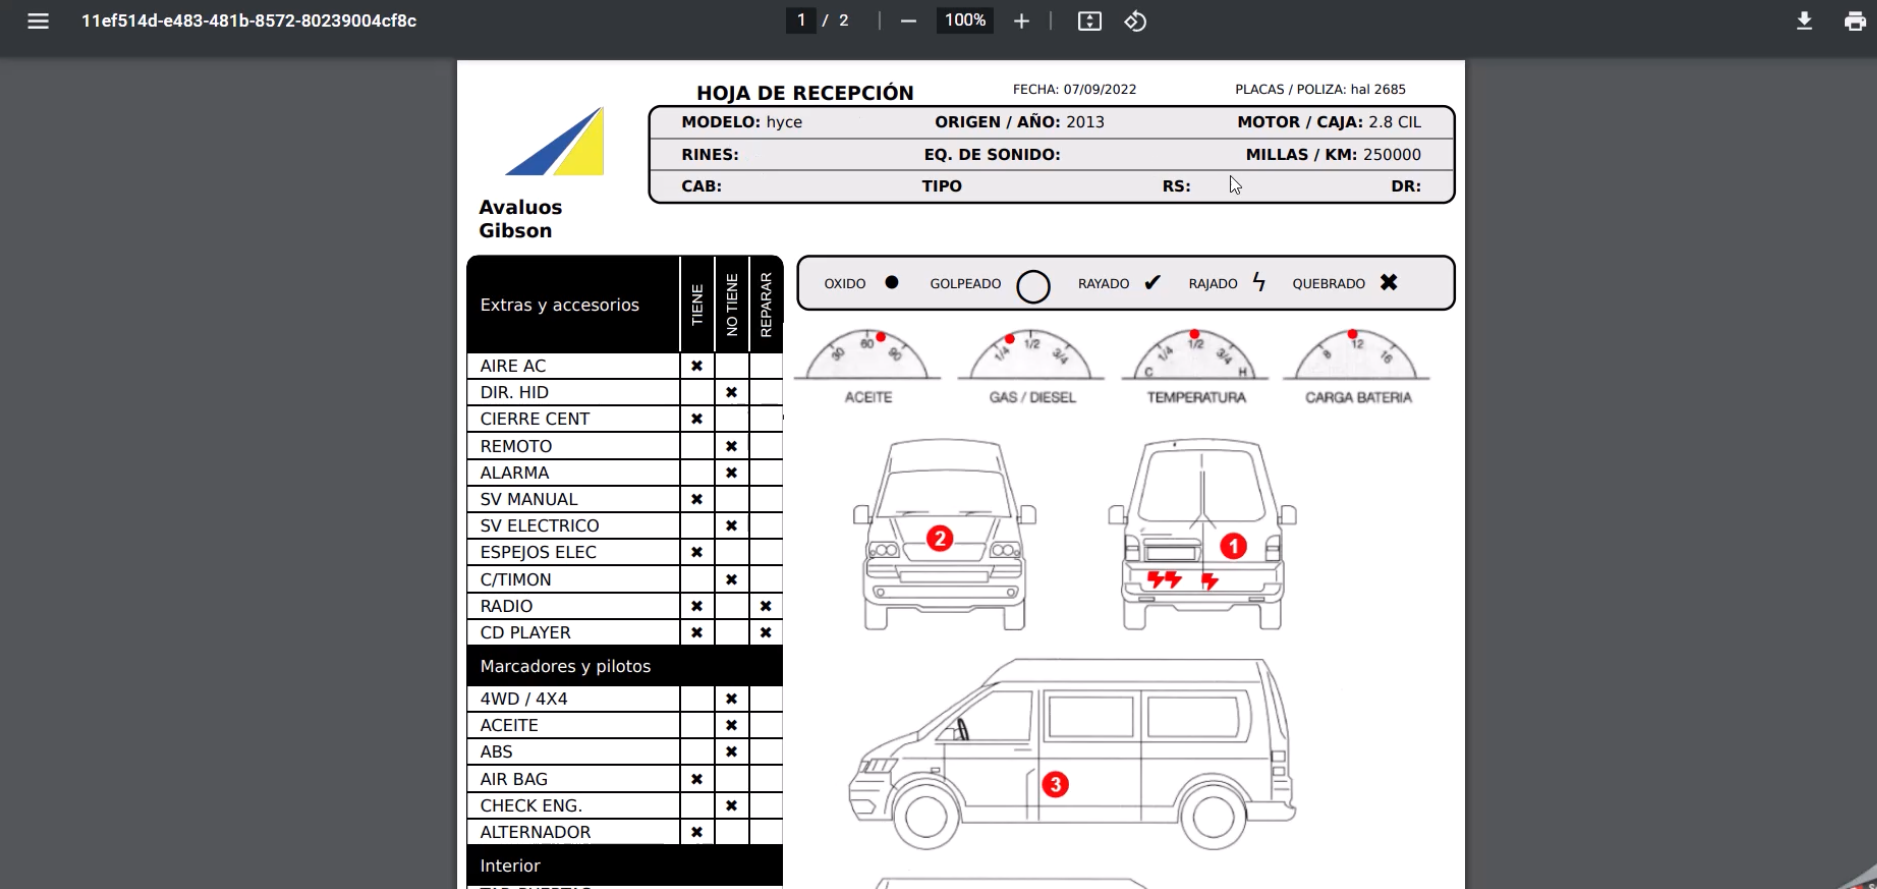 11ef514d-e483-481b-8572-80239004cf8c
1 / 2
100%
HOJA DE RECEPCIÓN
FECHA: 07/09/2022
PLACAS / POLIZA: hal 2685
MODELO: hyce
ORIGEN / AÑO: 2013
MOTOR / CAJA: 2.8 CIL
RINES:
EQ. DE SONIDO:
MILLAS / KM: 250000
CAB:
TIPO
RS:
DR:
Avaluos
Gibson
Extras y accesorios
TIENE
NO TIENE
REPARAR
AIRE AC ✖
DIR. HID ✖
CIERRE CENT ✖
REMOTO ✖
ALARMA ✖
SV MANUAL ✖
SV ELECTRICO ✖
ESPEJOS ELEC ✖
C/TIMON ✖
RADIO ✖ ✖
CD PLAYER ✖ ✖
Marcadores y pilotos
4WD / 4X4 ✖
ACEITE ✖
ABS ✖
AIR BAG ✖
CHECK ENG. ✖
ALTERNADOR ✖
Interior
OXIDO ●
GOLPEADO ◯
RAYADO ✔
RAJADO ϟ
QUEBRADO ✖
30 60 90
ACEITE
1/4 1/2 3/4
GAS / DIESEL
C 1/4 1/2 3/4 H
TEMPERATURA
8 12 16
CARGA BATERIA
2
1
3